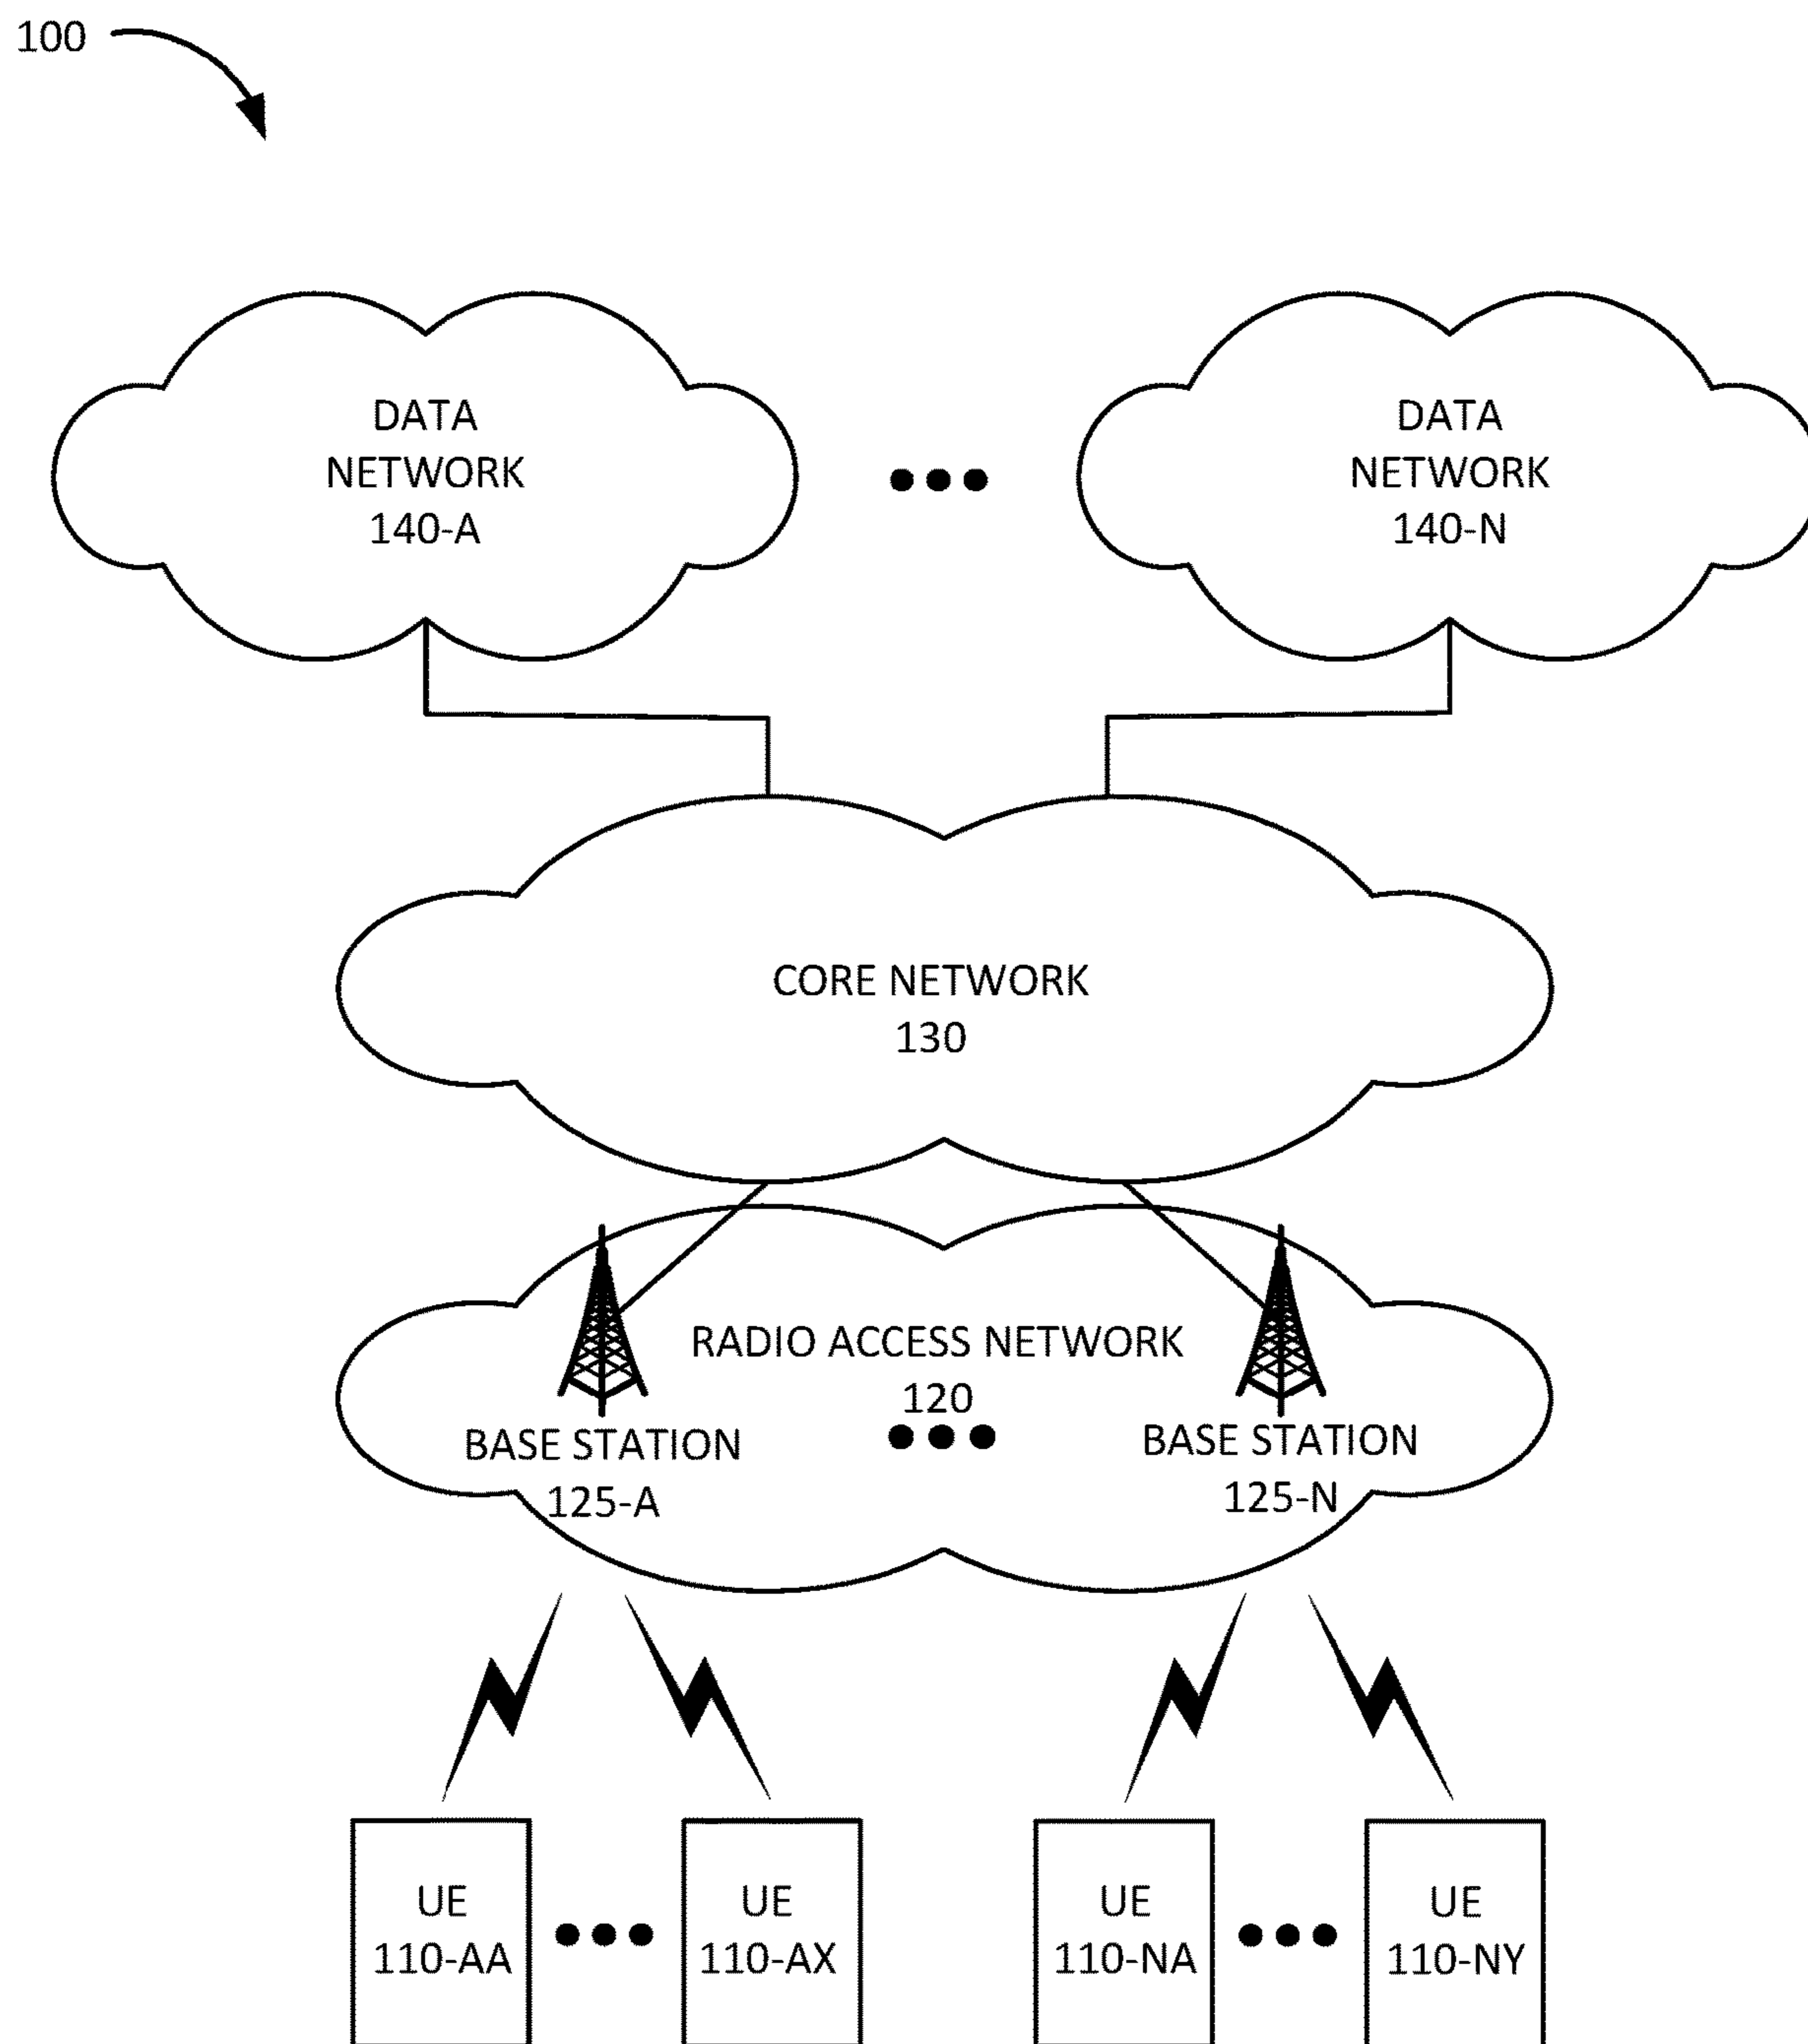 100
DATA
NETWORK
140-A
DATA
NETWORK
140-N
CORE NETWORK
130
RADIO ACCESS NETWORK
120
BASE STATION
125-A
BASE STATION
125-N
UE
110-AA
UE
110-AX
UE
110-NA
UE
110-NY